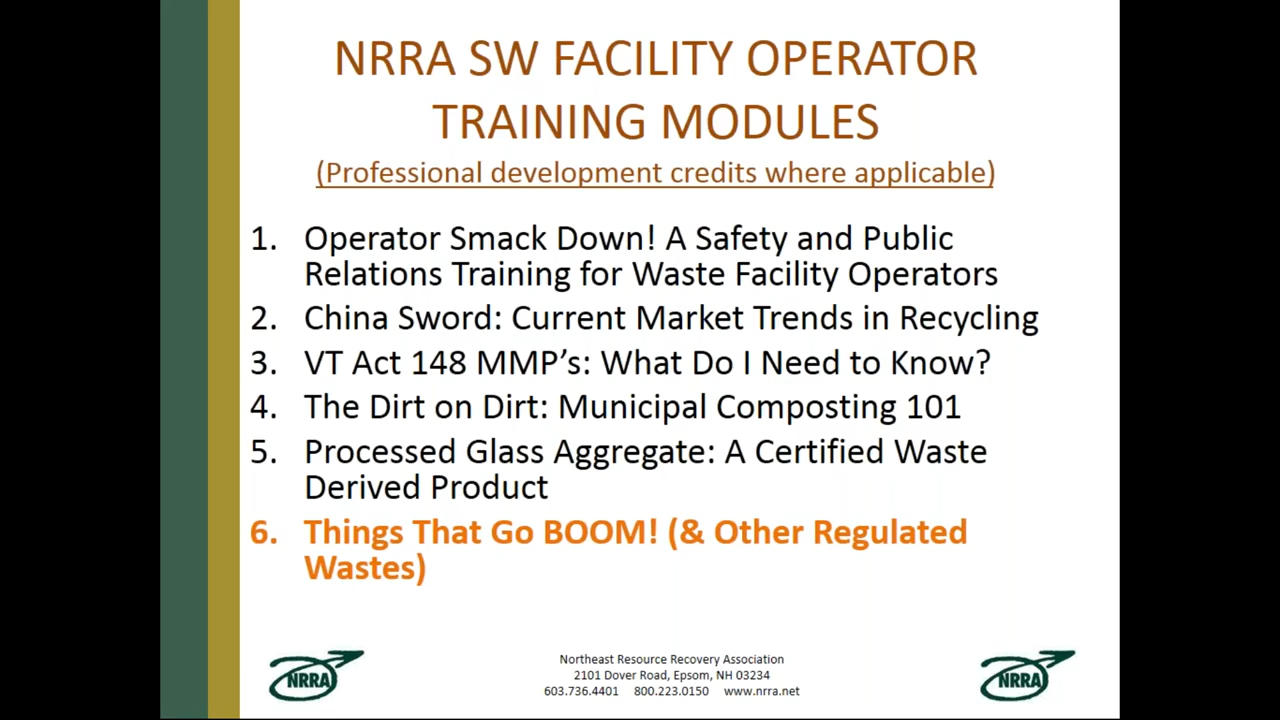 NRRA SW FACILITY OPERATOR
TRAINING MODULES
(Professional development credits where applicable)
1. Operator Smack Down! A Safety and Public
Relations Training for Waste Facility Operators
2. China Sword: Current Market Trends in Recycling
3. VT Act 148 MMP’s: What Do I Need to Know?
4. The Dirt on Dirt: Municipal Composting 101
5. Processed Glass Aggregate: A Certified Waste
Derived Product
6. Things That Go BOOM! (& Other Regulated
Wastes)
NRRA
Northeast Resource Recovery Association
2101 Dover Road, Epsom, NH 03234
603.736.4401 800.223.0150 www.nrra.net
NRRA